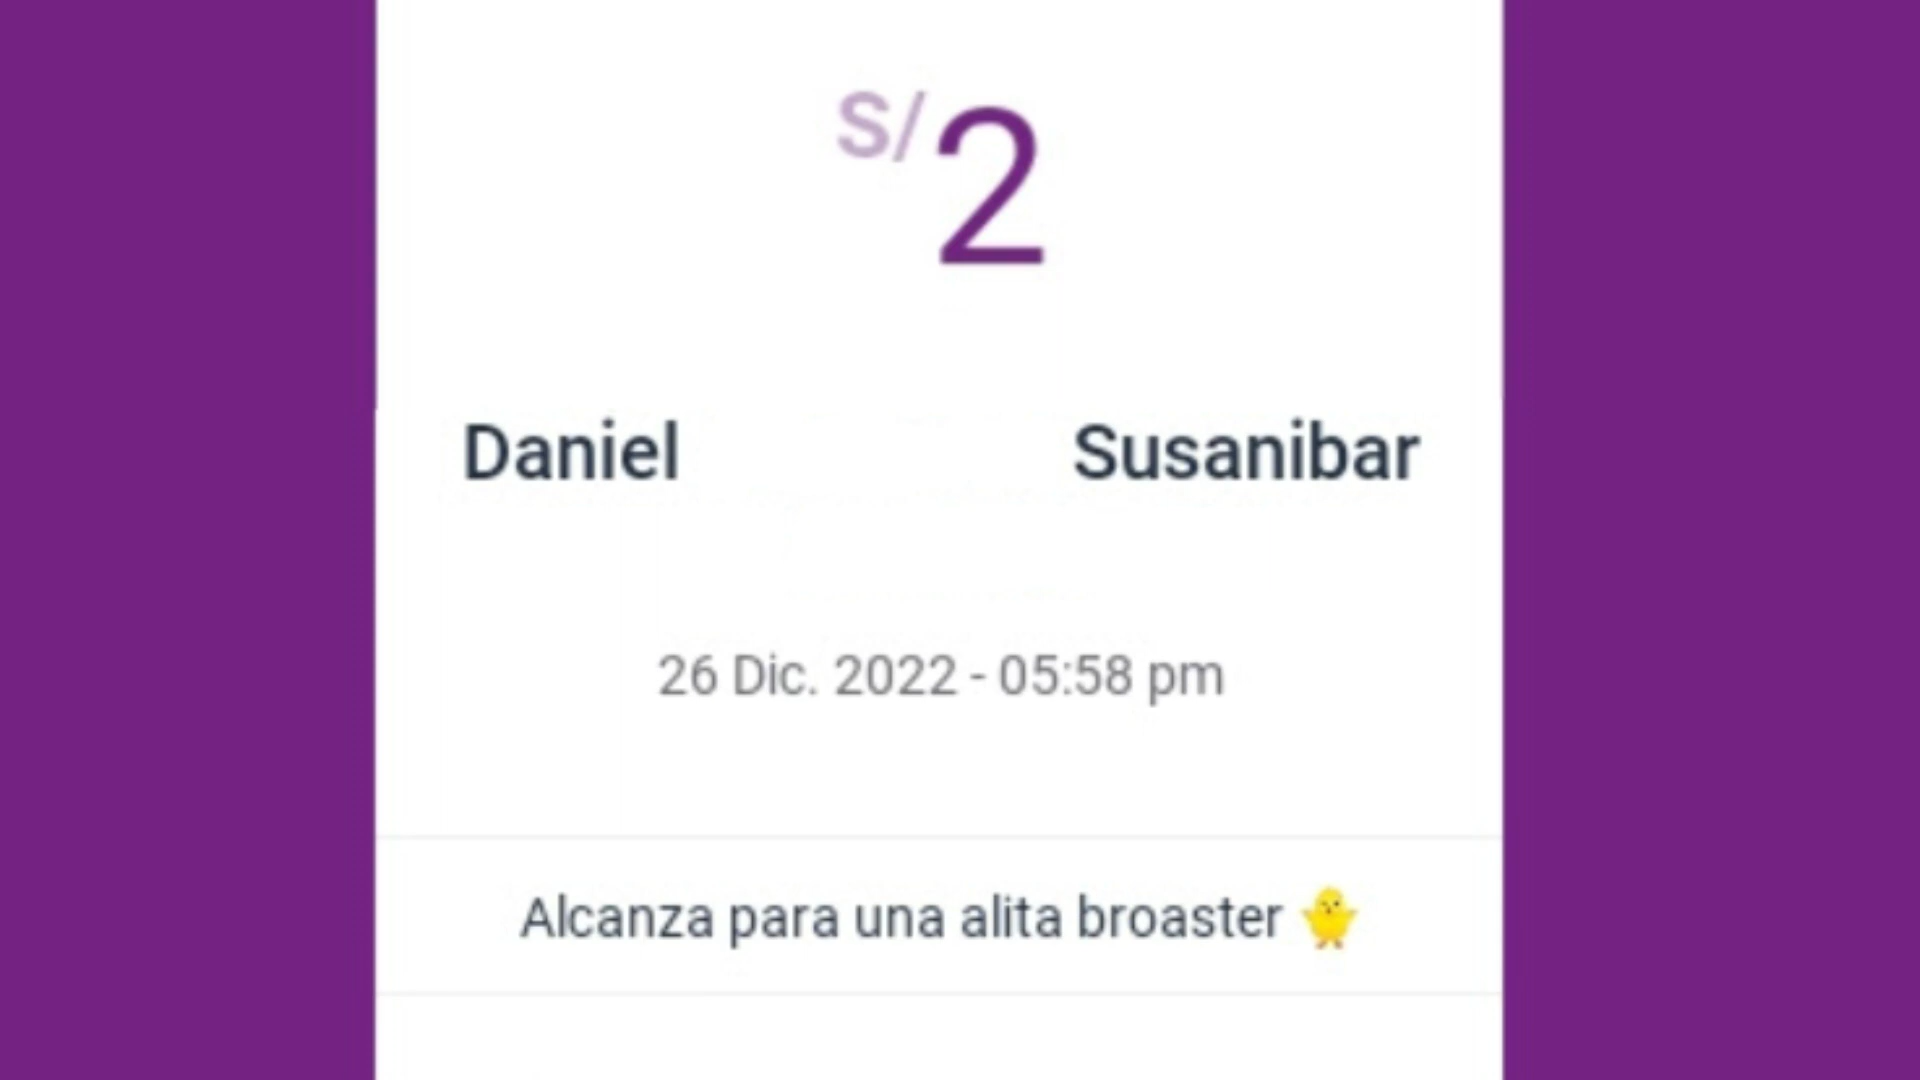 S/2
Daniel Susanibar
26 Dic. 2022 - 05:58 pm
Alcanza para una alita broaster 🐥